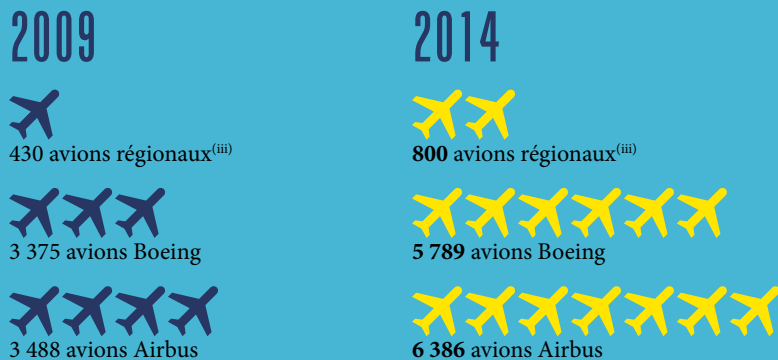 2009
430 avions régionaux(iii)
3 375 avions Boeing
3 488 avions Airbus
2014
800 avions régionaux(iii)
5 789 avions Boeing
6 386 avions Airbus